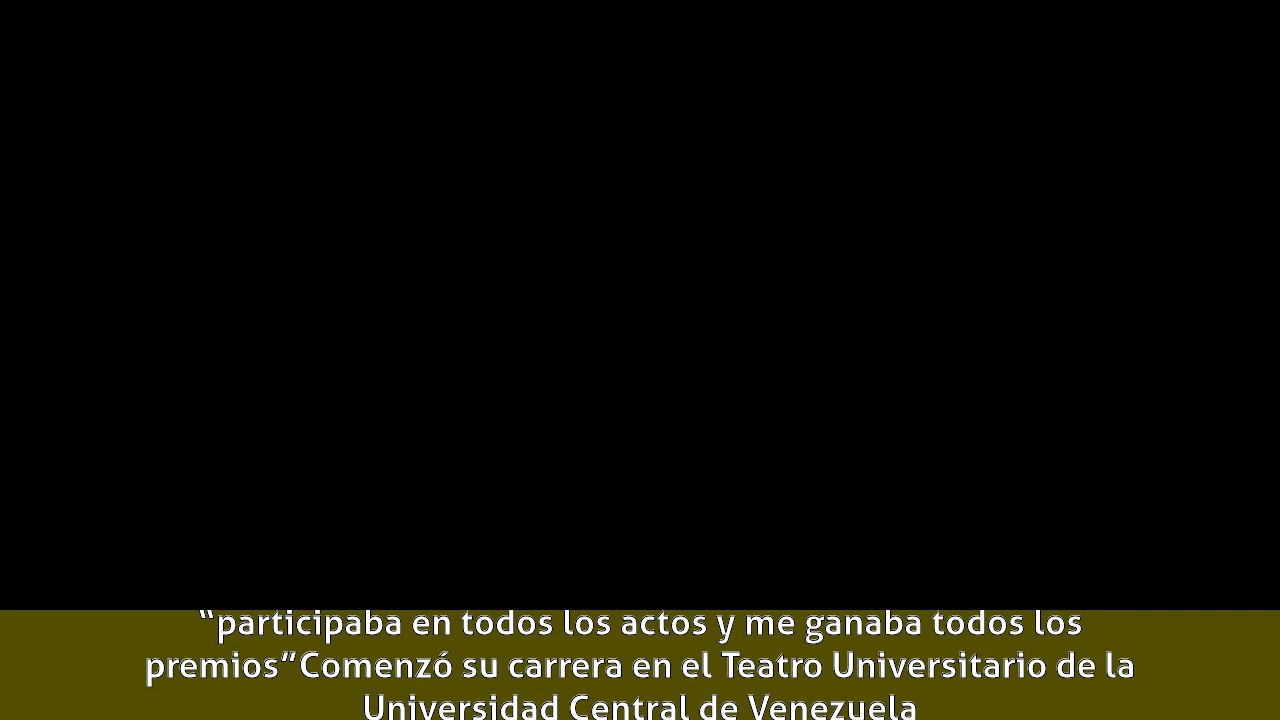 “participaba en todos los actos y me ganaba todos los
premios”Comenzó su carrera en el Teatro Universitario de la
Universidad Central de Venezuela